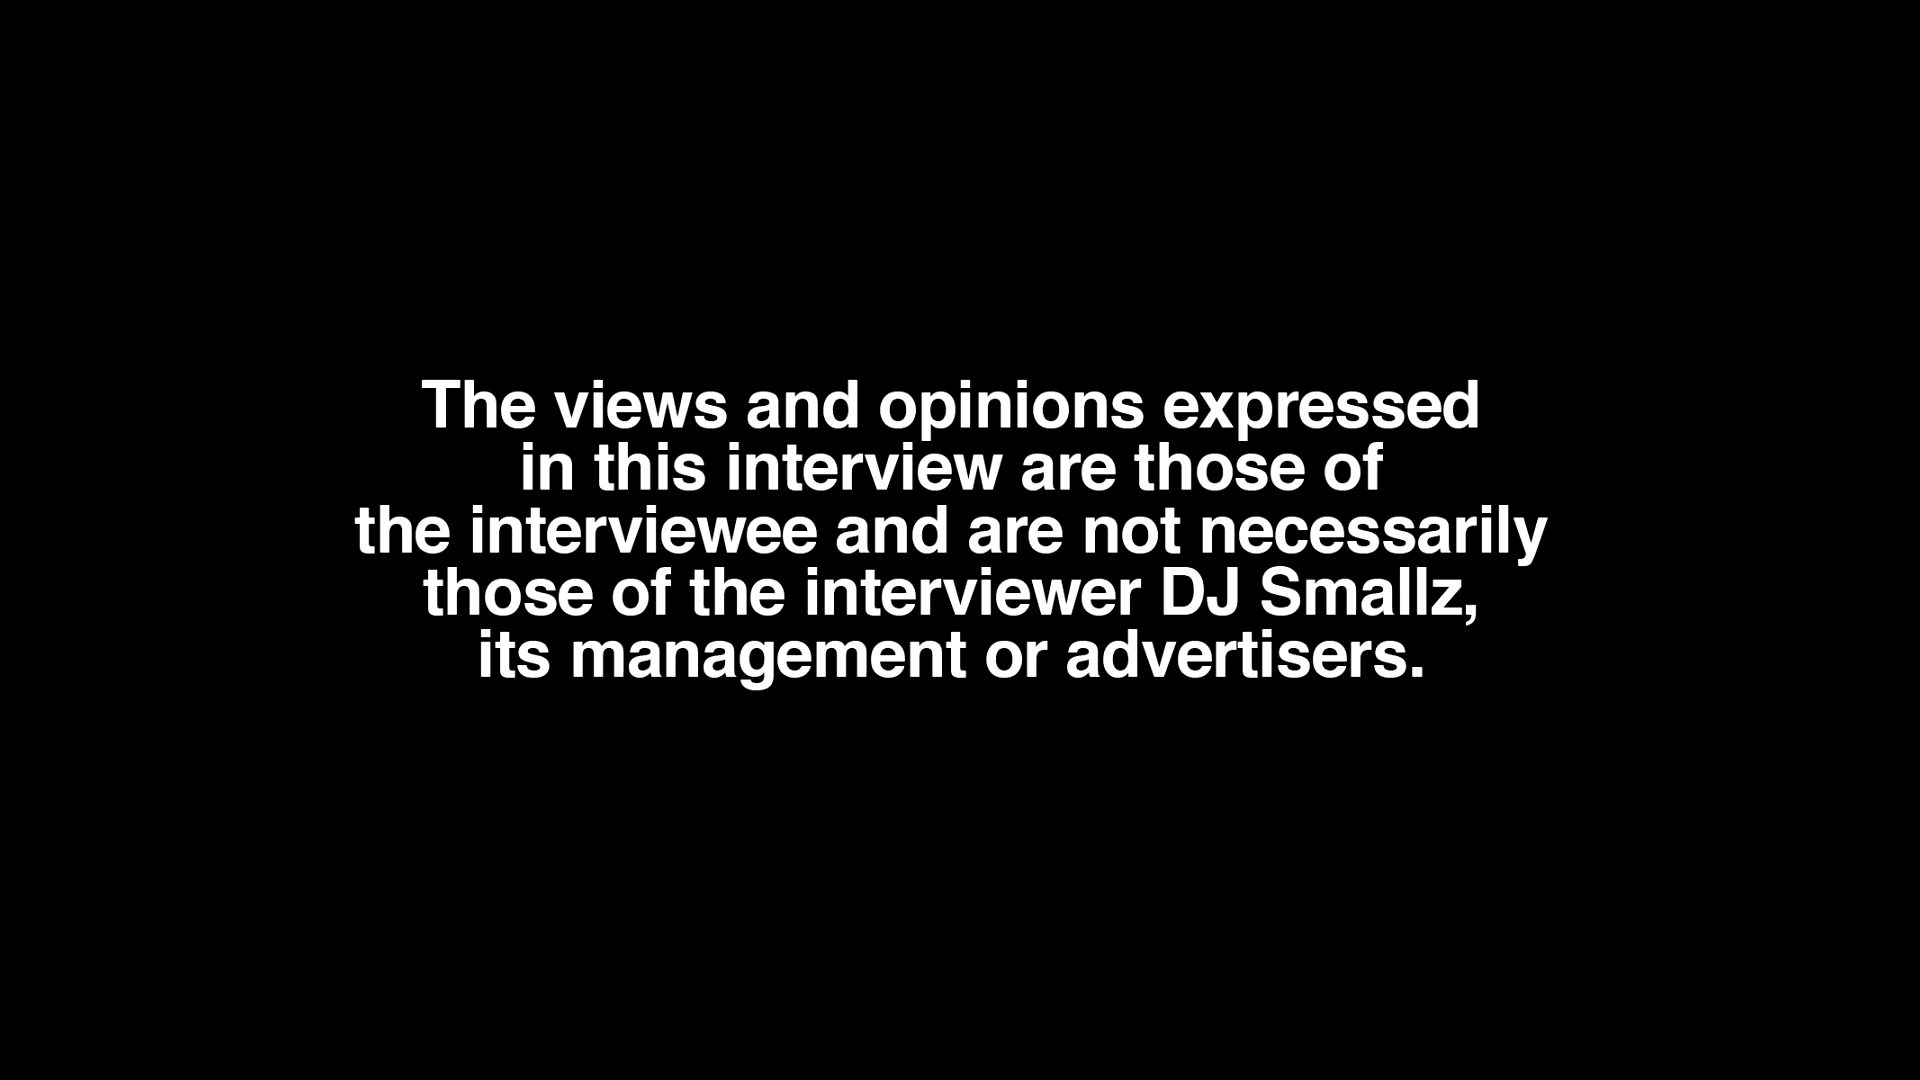 The views and opinions expressed
in this interview are those of
the interviewee and are not necessarily
those of the interviewer DJ Smallz,
its management or advertisers.